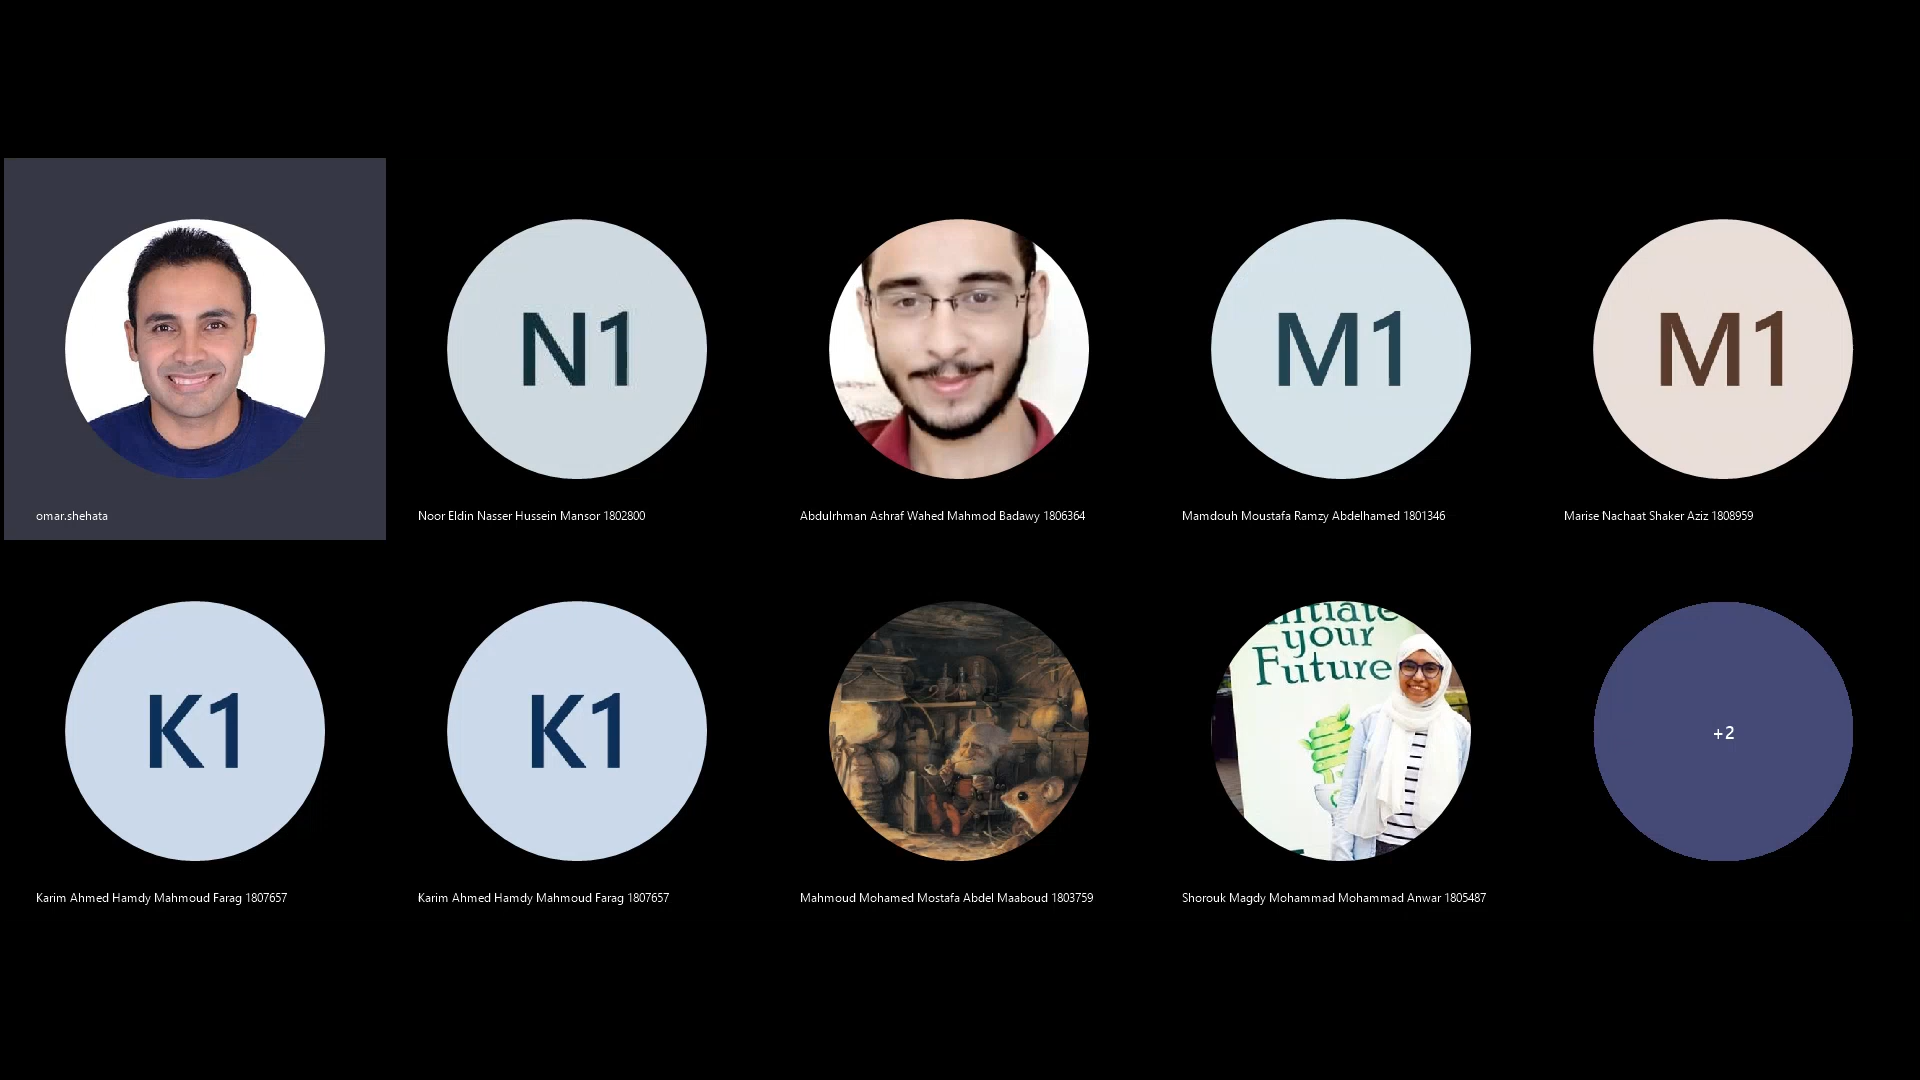 N1
M1
M1
omar.shehata
Noor Eldin Nasser Hussein Mansor 1802800
Abdulrhman Ashraf Wahed Mahmod Badawy 1806364
Mamdouh Moustafa Ramzy Abdelhamed 1801346
Marise Nachaat Shaker Aziz 1808959
K1
K1
your
Future
+2
Karim Ahmed Hamdy Mahmoud Farag 1807657
Karim Ahmed Hamdy Mahmoud Farag 1807657
Mahmoud Mohamed Mostafa Abdel Maaboud 1803759
Shorouk Magdy Mohammad Mohammad Anwar 1805487